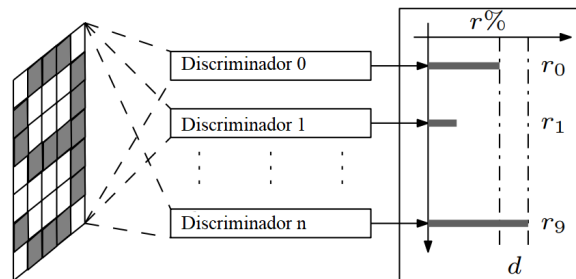 r%
Discriminador 0
r0
Discriminador 1
r1
Discriminador n
r9
d